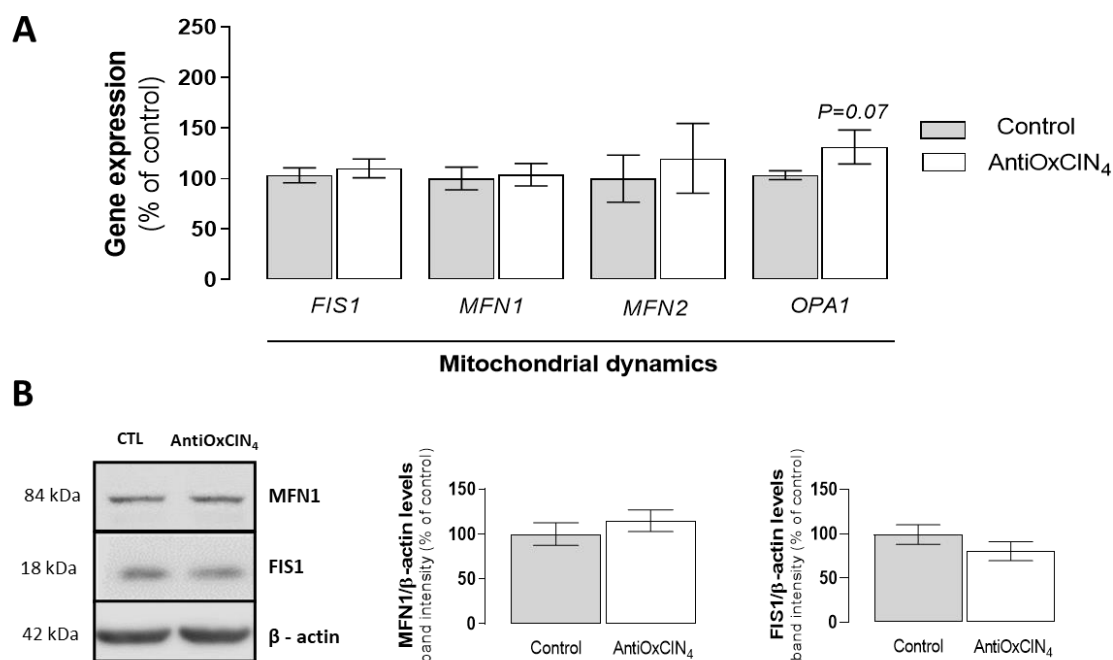 A
Gene expression
(% of control)
250
200
150
100
50
0
P=0.07
Control
AntiOxCIN₄
FIS1
MFN1
MFN2
OPA1
Mitochondrial dynamics
B
CTL
AntiOxCIN₄
84 kDa
MFN1
18 kDa
FIS1
42 kDa
β - actin
MFN1/β-actin levels
band intensity (% of control)
150
100
50
0
Control
AntiOxCIN₄
FIS1/β-actin levels
band intensity (% of control)
150
100
50
0
Control
AntiOxCIN₄